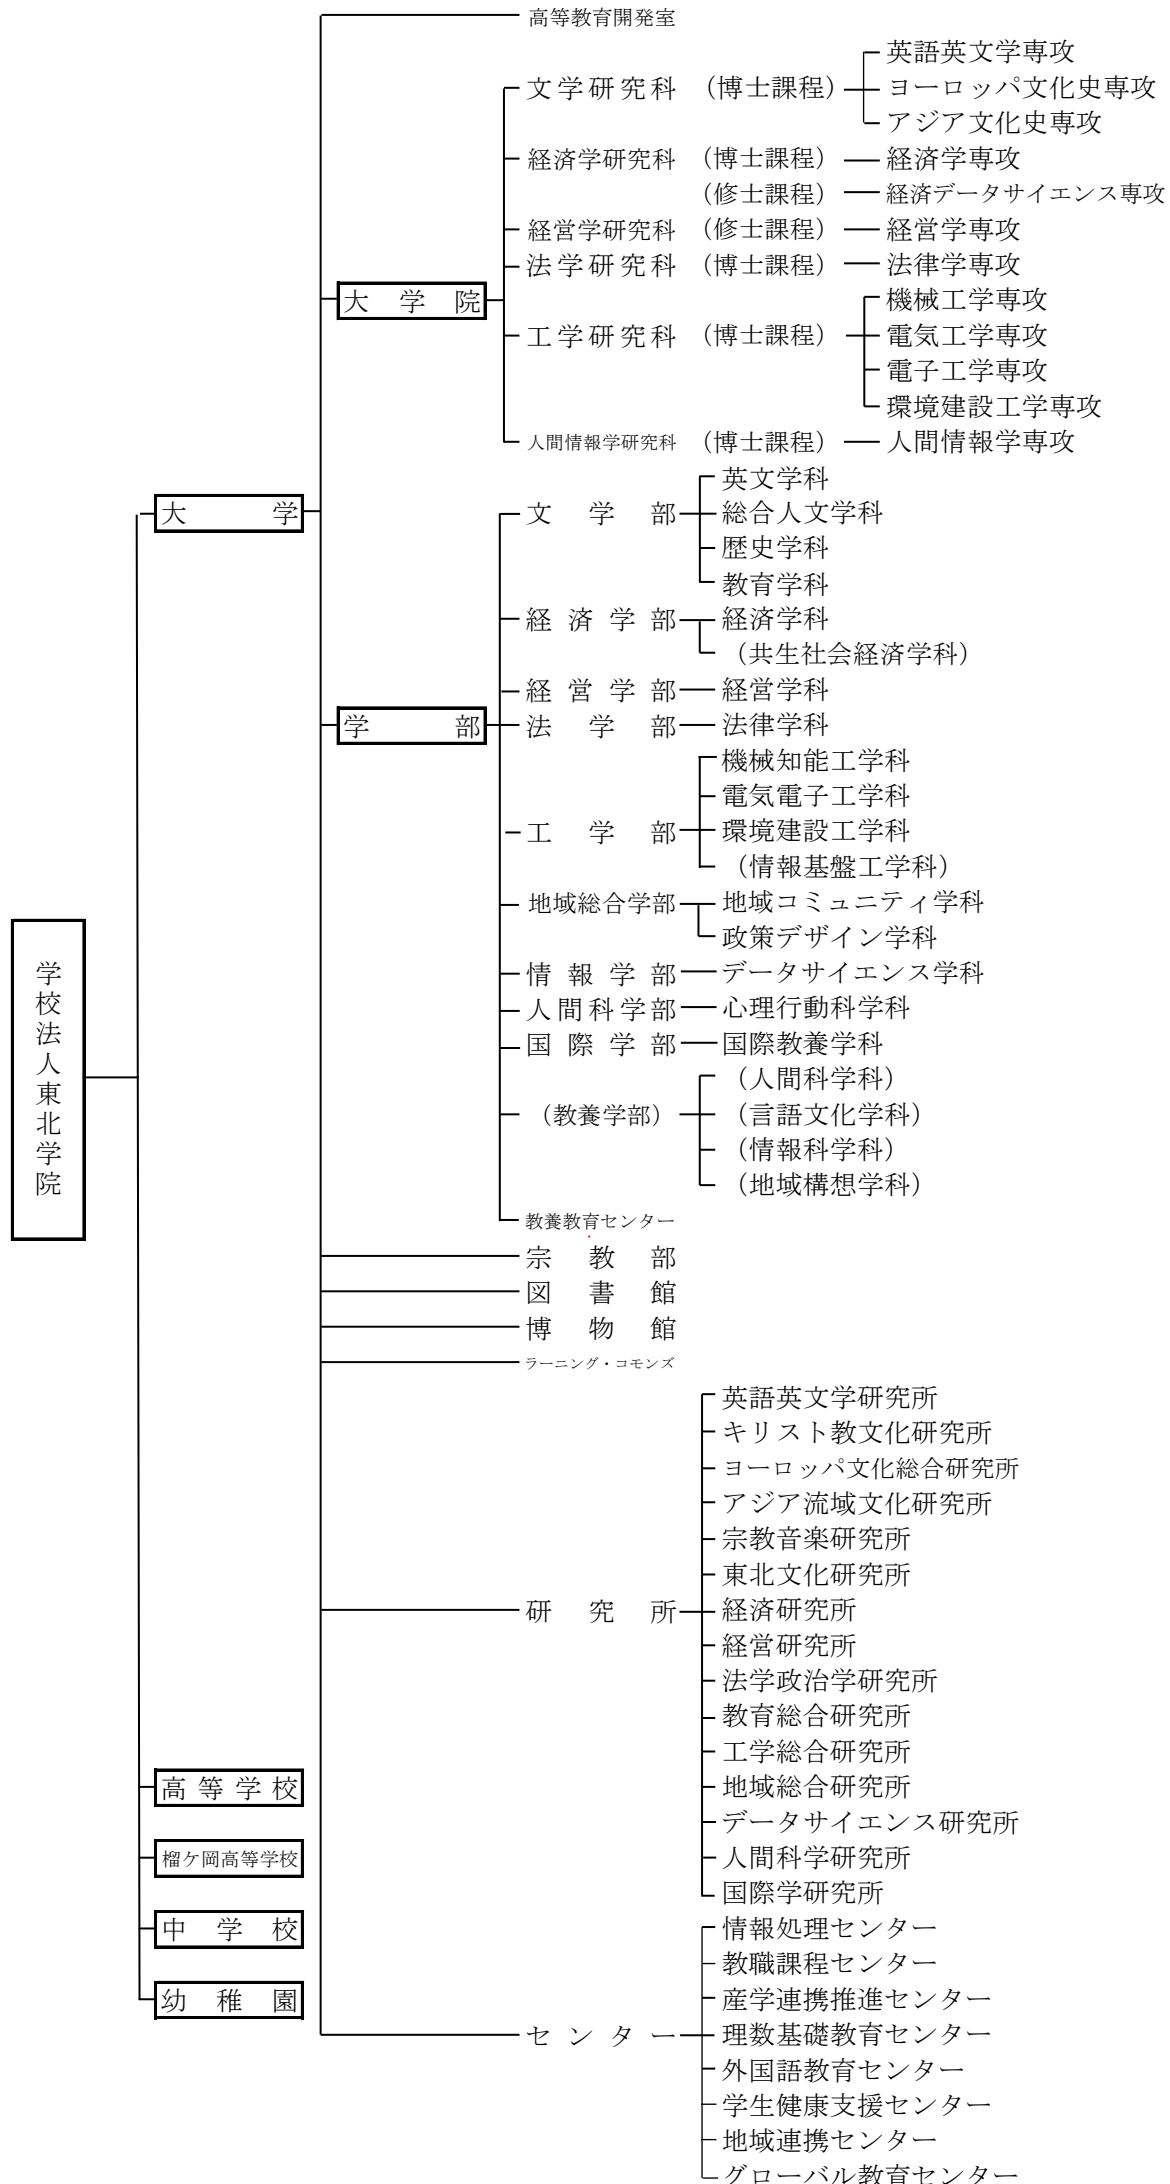 高等教育開発室
英語英文学専攻
文学研究科 （博士課程） ヨーロッパ文化史専攻
アジア文化史専攻
経済学研究科 （博士課程） 経済学専攻
（修士課程） 経済データサイエンス専攻
経営学研究科 （修士課程） 経営学専攻
法学研究科 （博士課程） 法律学専攻
大学院
機械工学専攻
工学研究科 （博士課程） 電気工学専攻
電子工学専攻
環境建設工学専攻
人間情報学研究科 （博士課程） 人間情報学専攻
大学
英文学科
文学部 総合人文学科
歴史学科
教育学科
経済学部 経済学科
（共生社会経済学科）
経営学部 経営学科
学部
法学部 法律学科
機械知能工学科
電気電子工学科
工学部 環境建設工学科
（情報基盤工学科）
地域総合学部 地域コミュニティ学科
政策デザイン学科
情報学部 データサイエンス学科
人間科学部 心理行動科学科
国際学部 国際教養学科
学校法人東北学院
（人間科学科）
（教養学部） （言語文化学科）
（情報科学科）
（地域構想学科）
教養教育センター
宗教部
図書館
博物館
ラーニング・コモンズ
英語英文学研究所
キリスト教文化研究所
ヨーロッパ文化総合研究所
アジア流域文化研究所
宗教音楽研究所
東北文化研究所
研究所 経済研究所
経営研究所
法学政治学研究所
教育総合研究所
工学総合研究所
地域総合研究所
データサイエンス研究所
人間科学研究所
国際学研究所
高等学校
榴ケ岡高等学校
中学校
幼稚園
情報処理センター
教職課程センター
産学連携推進センター
センター 理数基礎教育センター
外国語教育センター
学生健康支援センター
地域連携センター
グローバル教育センター